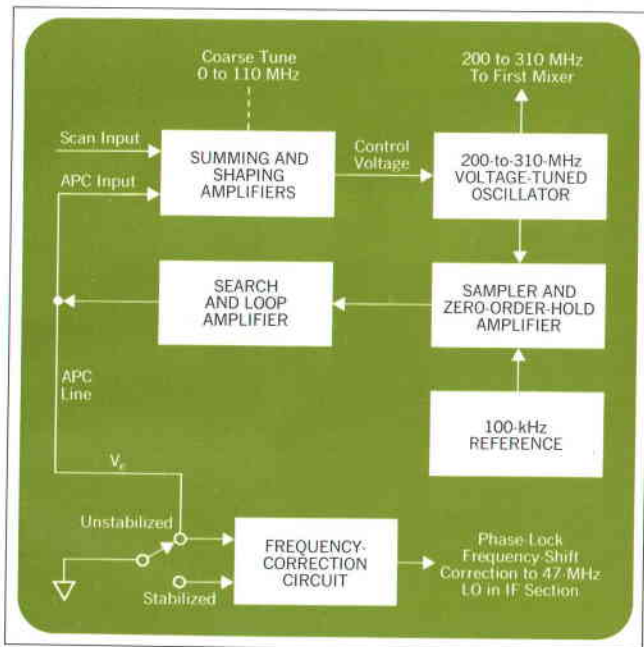 Coarse Tune
0 to 110 MHz
200 to 310 MHz
To First Mixer
Scan Input
APC Input
SUMMING AND
SHAPING
AMPLIFIERS
Control
Voltage
200-to-310-MHz
VOLTAGE-TUNED
OSCILLATOR
SEARCH
AND LOOP
AMPLIFIER
SAMPLER AND
ZERO-ORDER-HOLD
AMPLIFIER
APC
Line
100-kHz
REFERENCE
Vₑ
Unstabilized
Stabilized
FREQUENCY-
CORRECTION
CIRCUIT
Phase-Lock
Frequency-Shift
Correction to 47-MHz
LO in IF Section